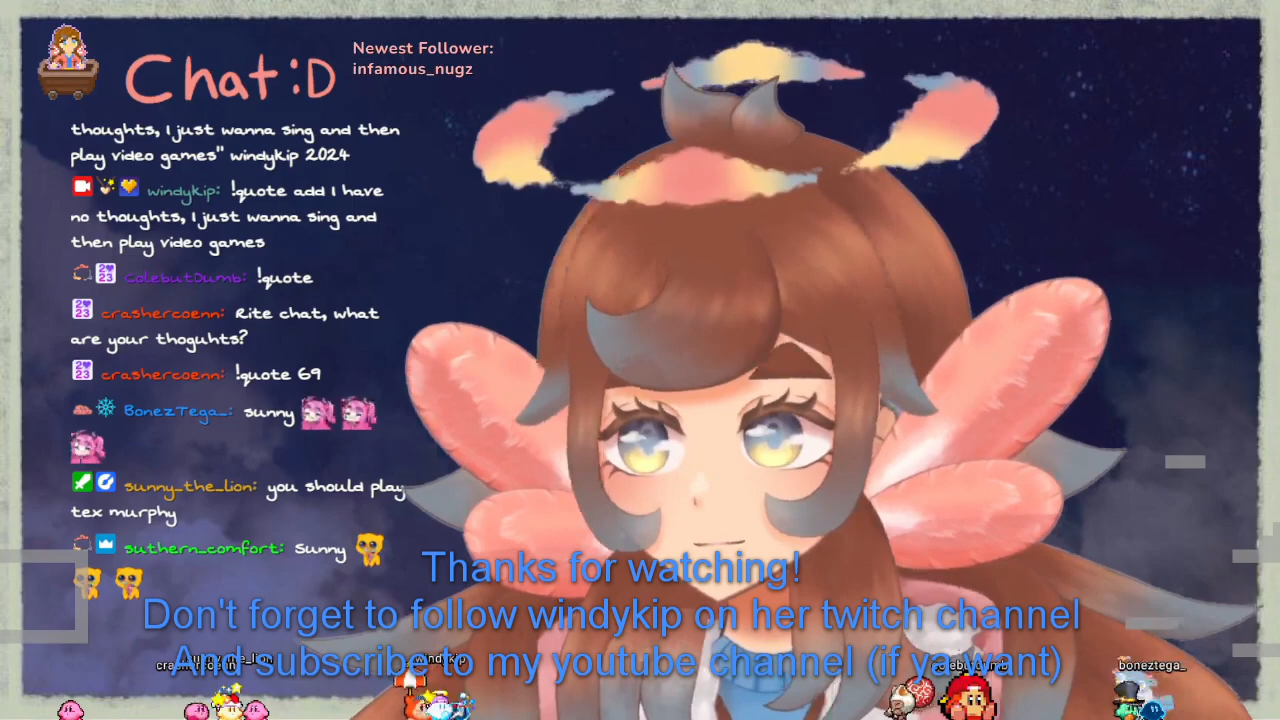 Chat :D
Newest Follower:
infamous_nugz
thoughts, I just wanna sing and then
play video games" windykip 2024
windykip: !quote add I have
no thoughts, I just wanna sing and
then play video games
ColebutDumb: !quote
crashercoenn: Rite chat, what
are your thoguhts?
crashercoenn: !quote 69
BonezTega_: sunny
sunny_the_lion: you should play
tex murphy
suthern_comfort: Sunny
Thanks for watching!
Don't forget to follow windykip on her twitch channel
And subscribe to my youtube channel (if ya want)
windykip
boneztega_